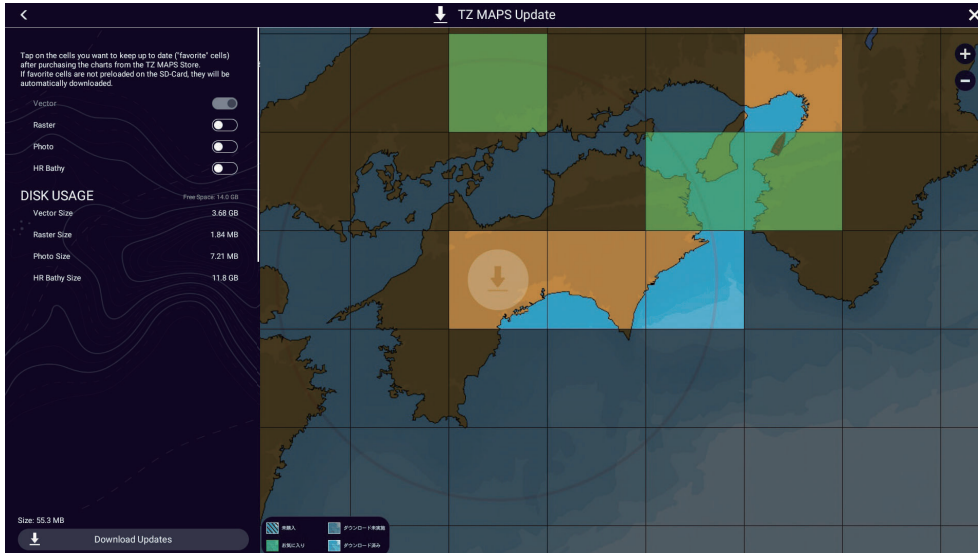 TZ MAPS Update
Tap on the cells you want to keep up to date ("favorite" cells)
after purchasing the charts from the TZ MAPS Store.
If favorite cells are not preloaded on the SD-Card, they will be
automatically downloaded.
Vector
Raster
Photo
HR Bathy
DISK USAGE Free Space: 14.0 GB
Vector Size 3.68 GB
Raster Size 1.84 MB
Photo Size 7.21 MB
HR Bathy Size 11.8 GB
Size: 55.3 MB
Download Updates
未購入 ダウンロード未実施
お気に入り ダウンロード済み